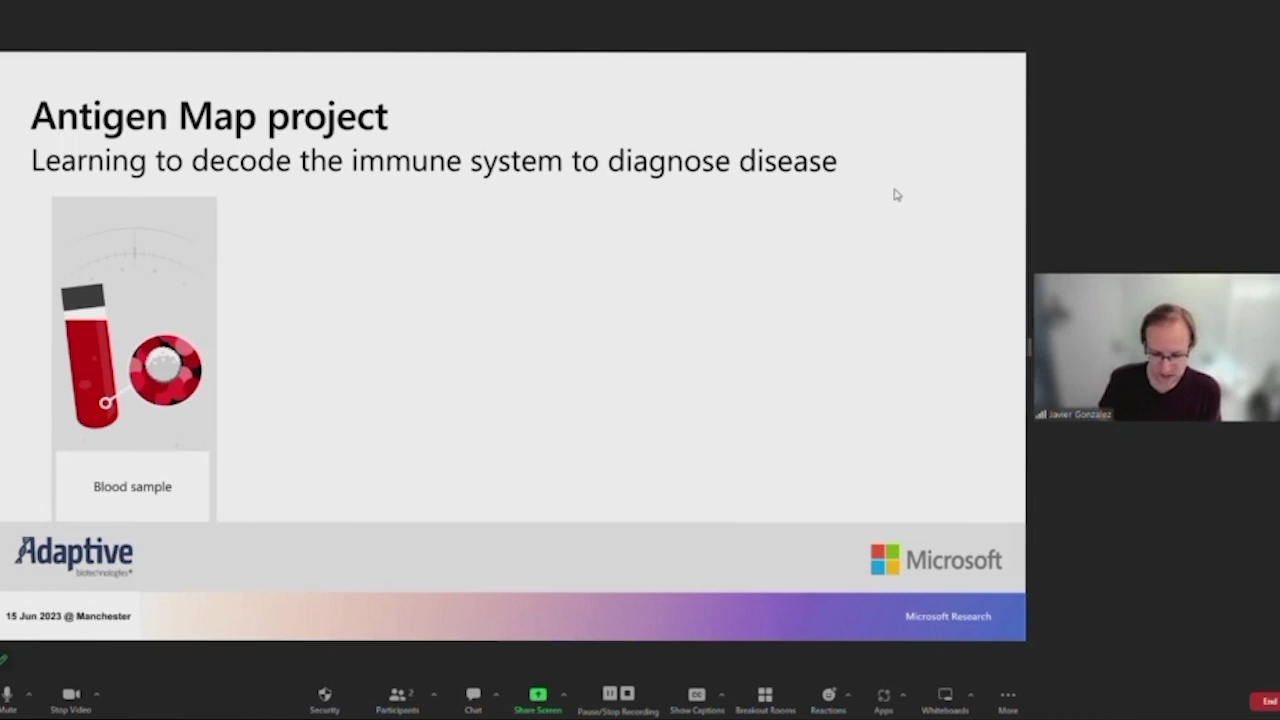 Antigen Map project
Learning to decode the immune system to diagnose disease
Blood sample
Adaptive
biotechnologies®
Microsoft
15 Jun 2023 @ Manchester
Microsoft Research
Javier Gonzalez
Mute
Stop Video
Security
Participants
2
Chat
Share Screen
Pause/Stop Recording
CC
Show Captions
Breakout Rooms
Reactions
Apps
Whiteboards
More
End